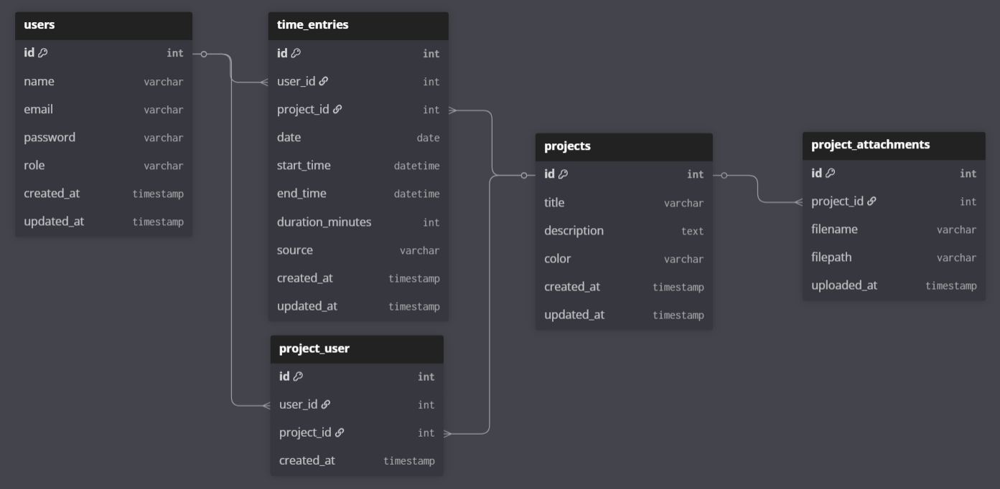 users
id int
name varchar
email varchar
password varchar
role varchar
created_at timestamp
updated_at timestamp
time_entries
id int
user_id int
project_id int
date date
start_time datetime
end_time datetime
duration_minutes int
source varchar
created_at timestamp
updated_at timestamp
project_user
id int
user_id int
project_id int
created_at timestamp
projects
id int
title varchar
description text
color varchar
created_at timestamp
updated_at timestamp
project_attachments
id int
project_id int
filename varchar
filepath varchar
uploaded_at timestamp